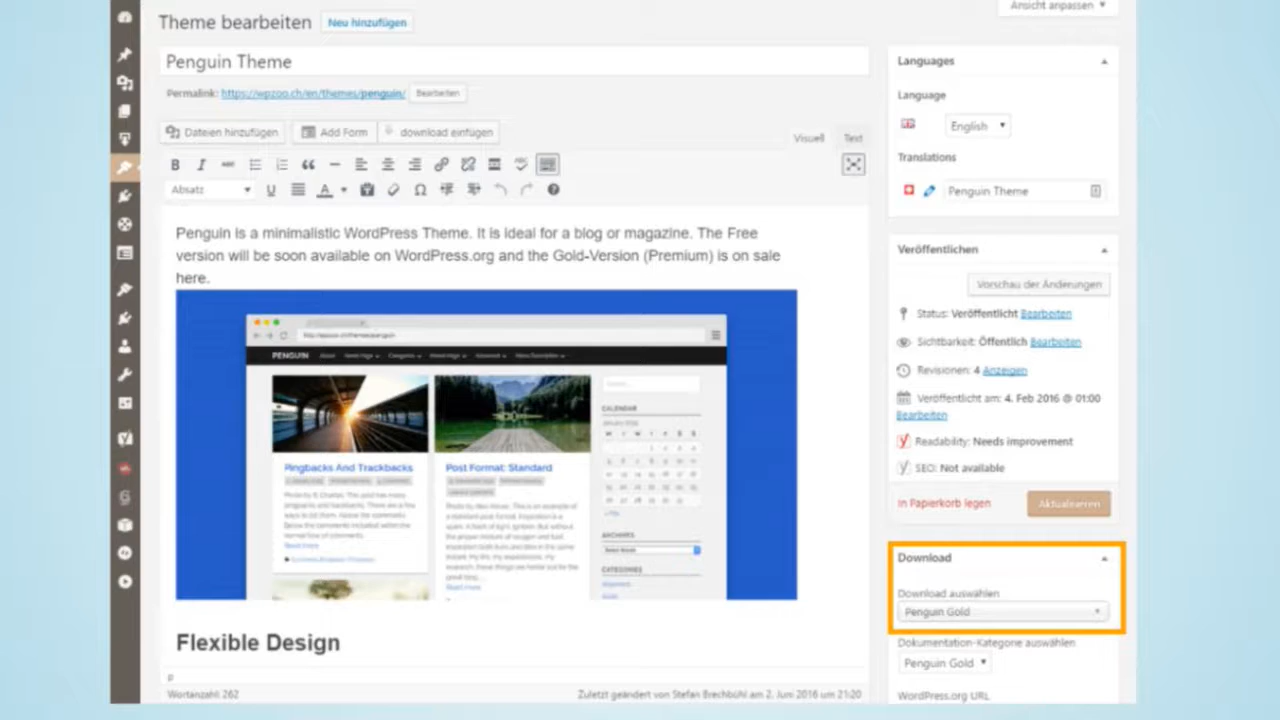 Ansicht anpassen
Theme bearbeiten
Neu hinzufügen
Penguin Theme
Permalink: https://wpzoo.ch/en/themes/penguin/
Bearbeiten
Dateien hinzufügen
Add Form
download einfügen
Visuell
Text
B
I
ABC
Absatz
U
A
Penguin is a minimalistic WordPress Theme. It is ideal for a blog or magazine. The Free
version will be soon available on WordPress.org and the Gold-Version (Premium) is on sale
here.
PENGUIN
Pingbacks And Trackbacks
Post Format: Standard
CALENDAR
ARCHIVES
CATEGORIES
Flexible Design
p
Wortanzahl: 262
Zuletzt geändert von Stefan Brechbühl am 2. Juni 2016 um 21:20
Languages
Language
English
Translations
Penguin Theme
Veröffentlichen
Vorschau der Änderungen
Status: Veröffentlicht Bearbeiten
Sichtbarkeit: Öffentlich Bearbeiten
Revisionen: 4 Anzeigen
Veröffentlicht am: 4. Feb 2016 @ 01:00
Bearbeiten
Readability: Needs improvement
SEO: Not available
In Papierkorb legen
Aktualisieren
Download
Download auswählen
Penguin Gold
Dokumentation-Kategorie auswählen
Penguin Gold
WordPress.org URL